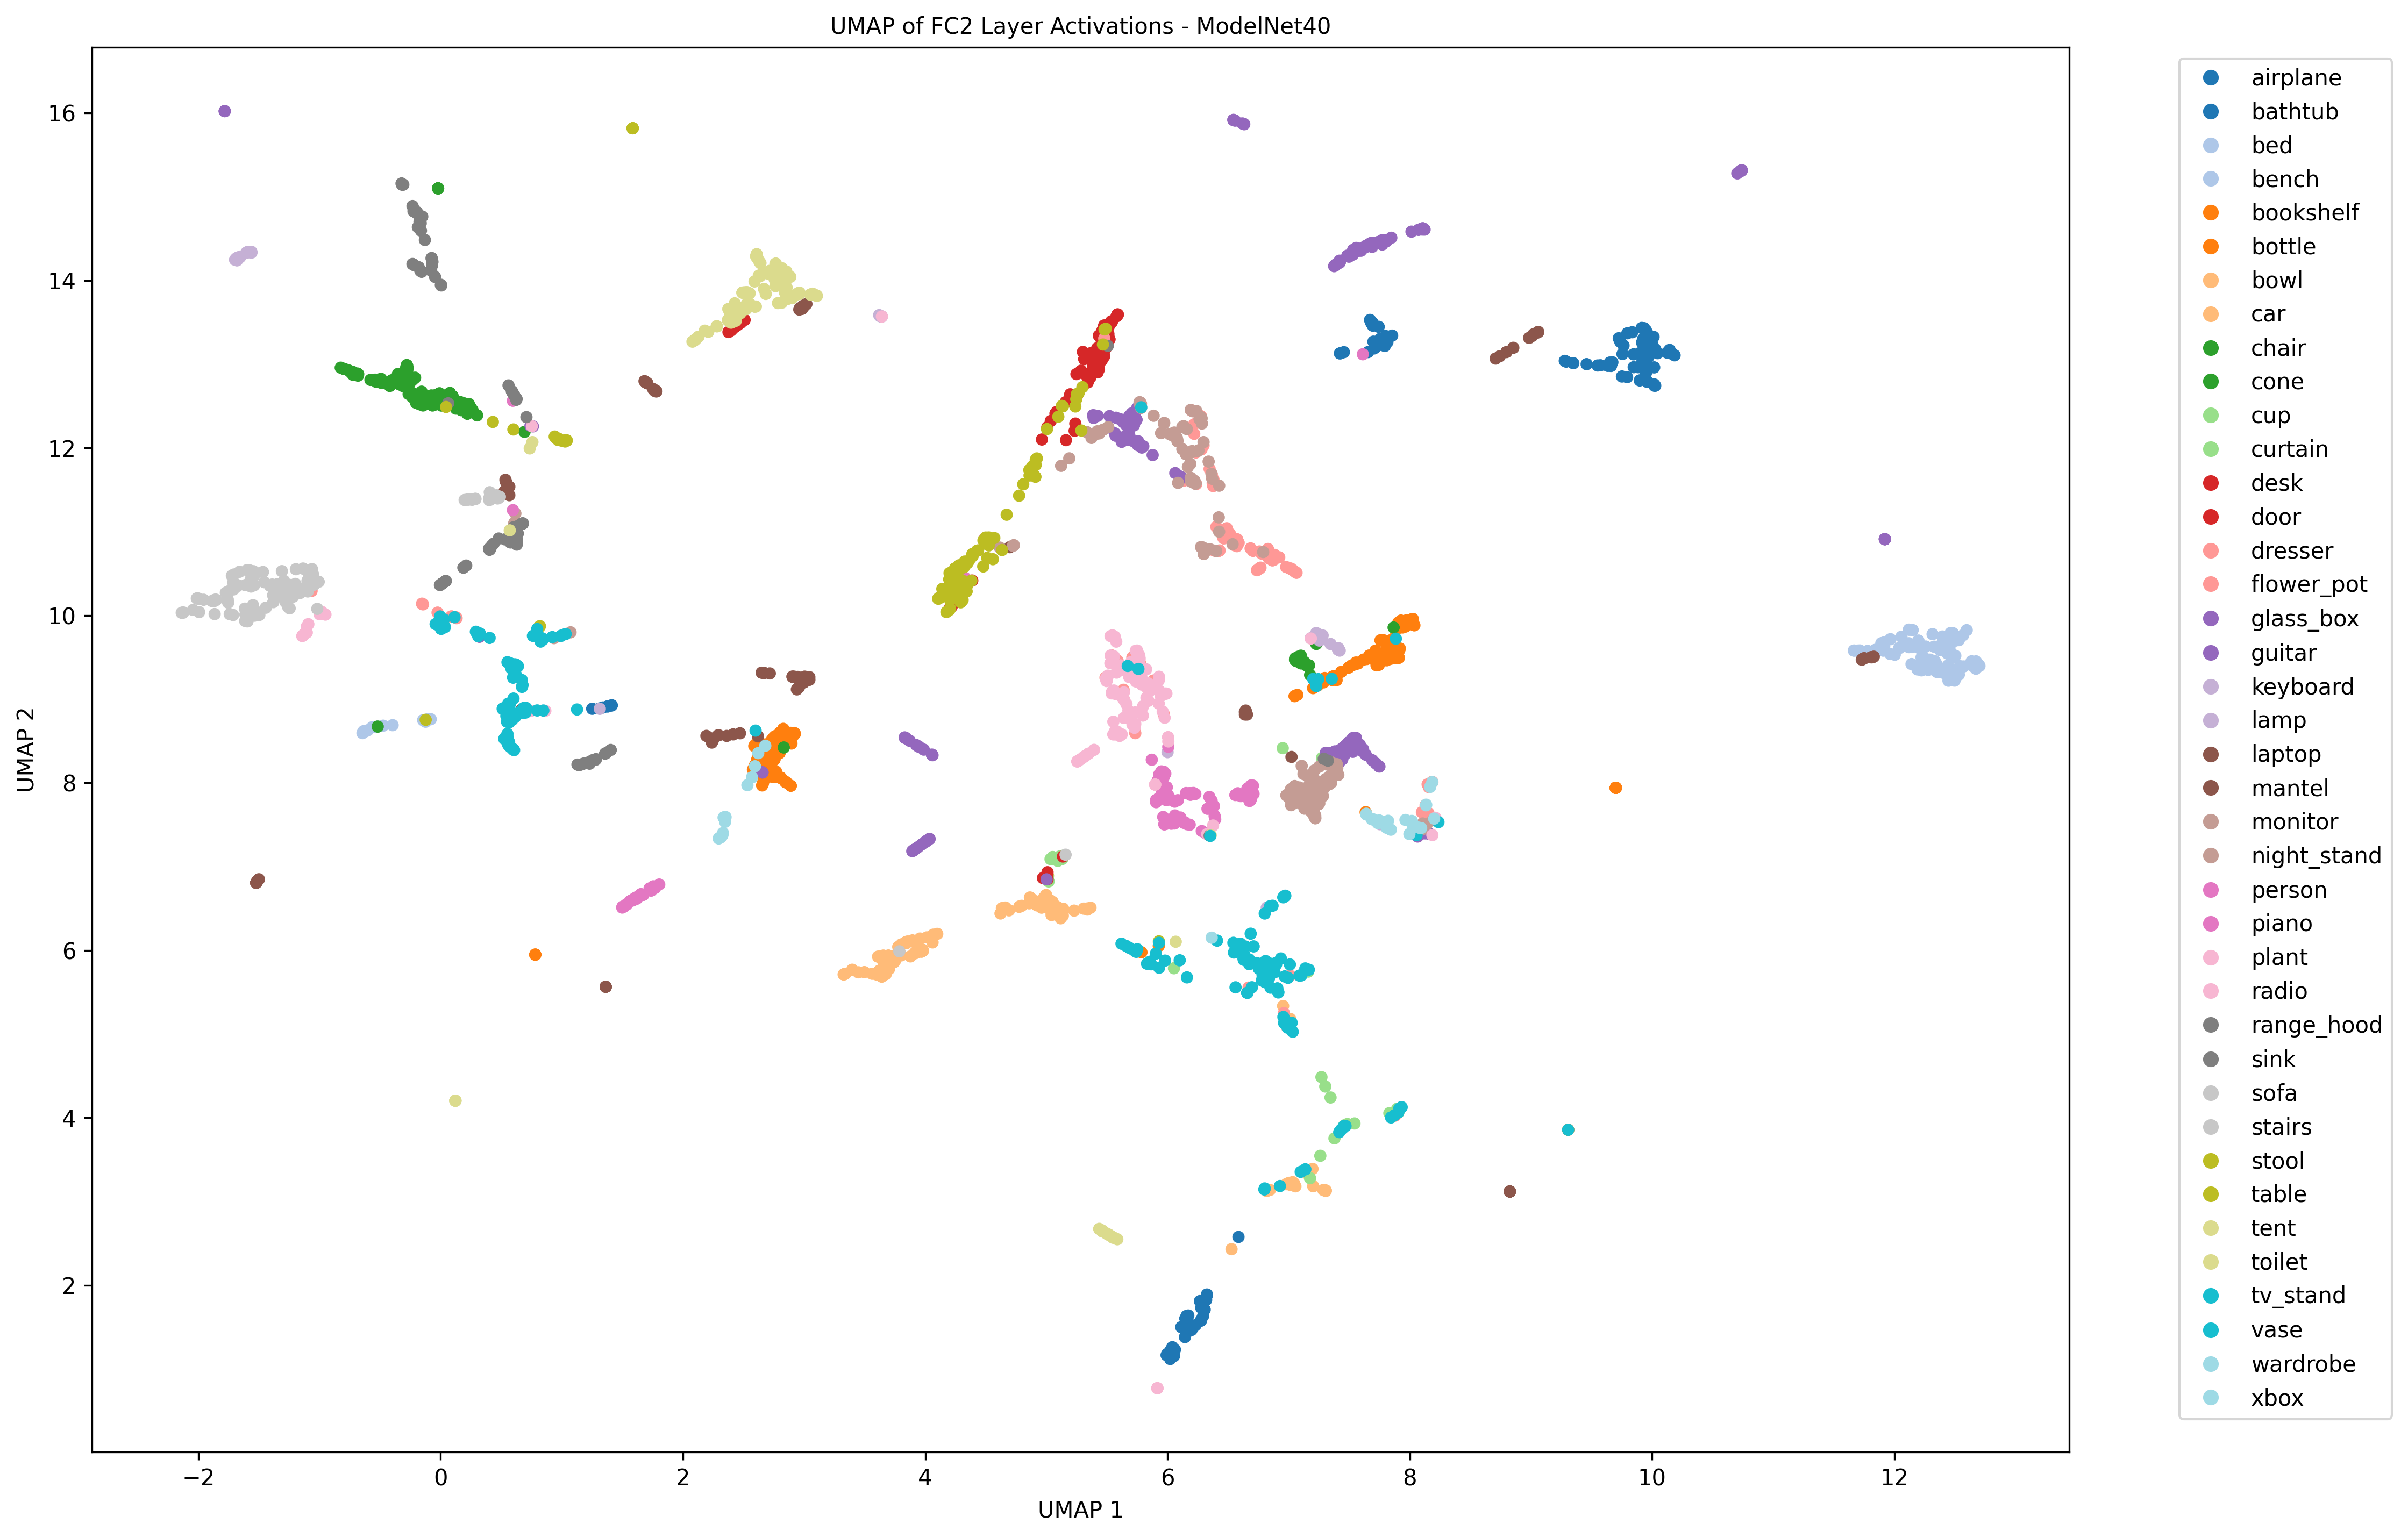 UMAP of FC2 Layer Activations - ModelNet40
16
14
12
10
8
6
4
2
UMAP 2
−2
0
2
4
6
8
10
12
UMAP 1
airplane
bathtub
bed
bench
bookshelf
bottle
bowl
car
chair
cone
cup
curtain
desk
door
dresser
flower_pot
glass_box
guitar
keyboard
lamp
laptop
mantel
monitor
night_stand
person
piano
plant
radio
range_hood
sink
sofa
stairs
stool
table
tent
toilet
tv_stand
vase
wardrobe
xbox